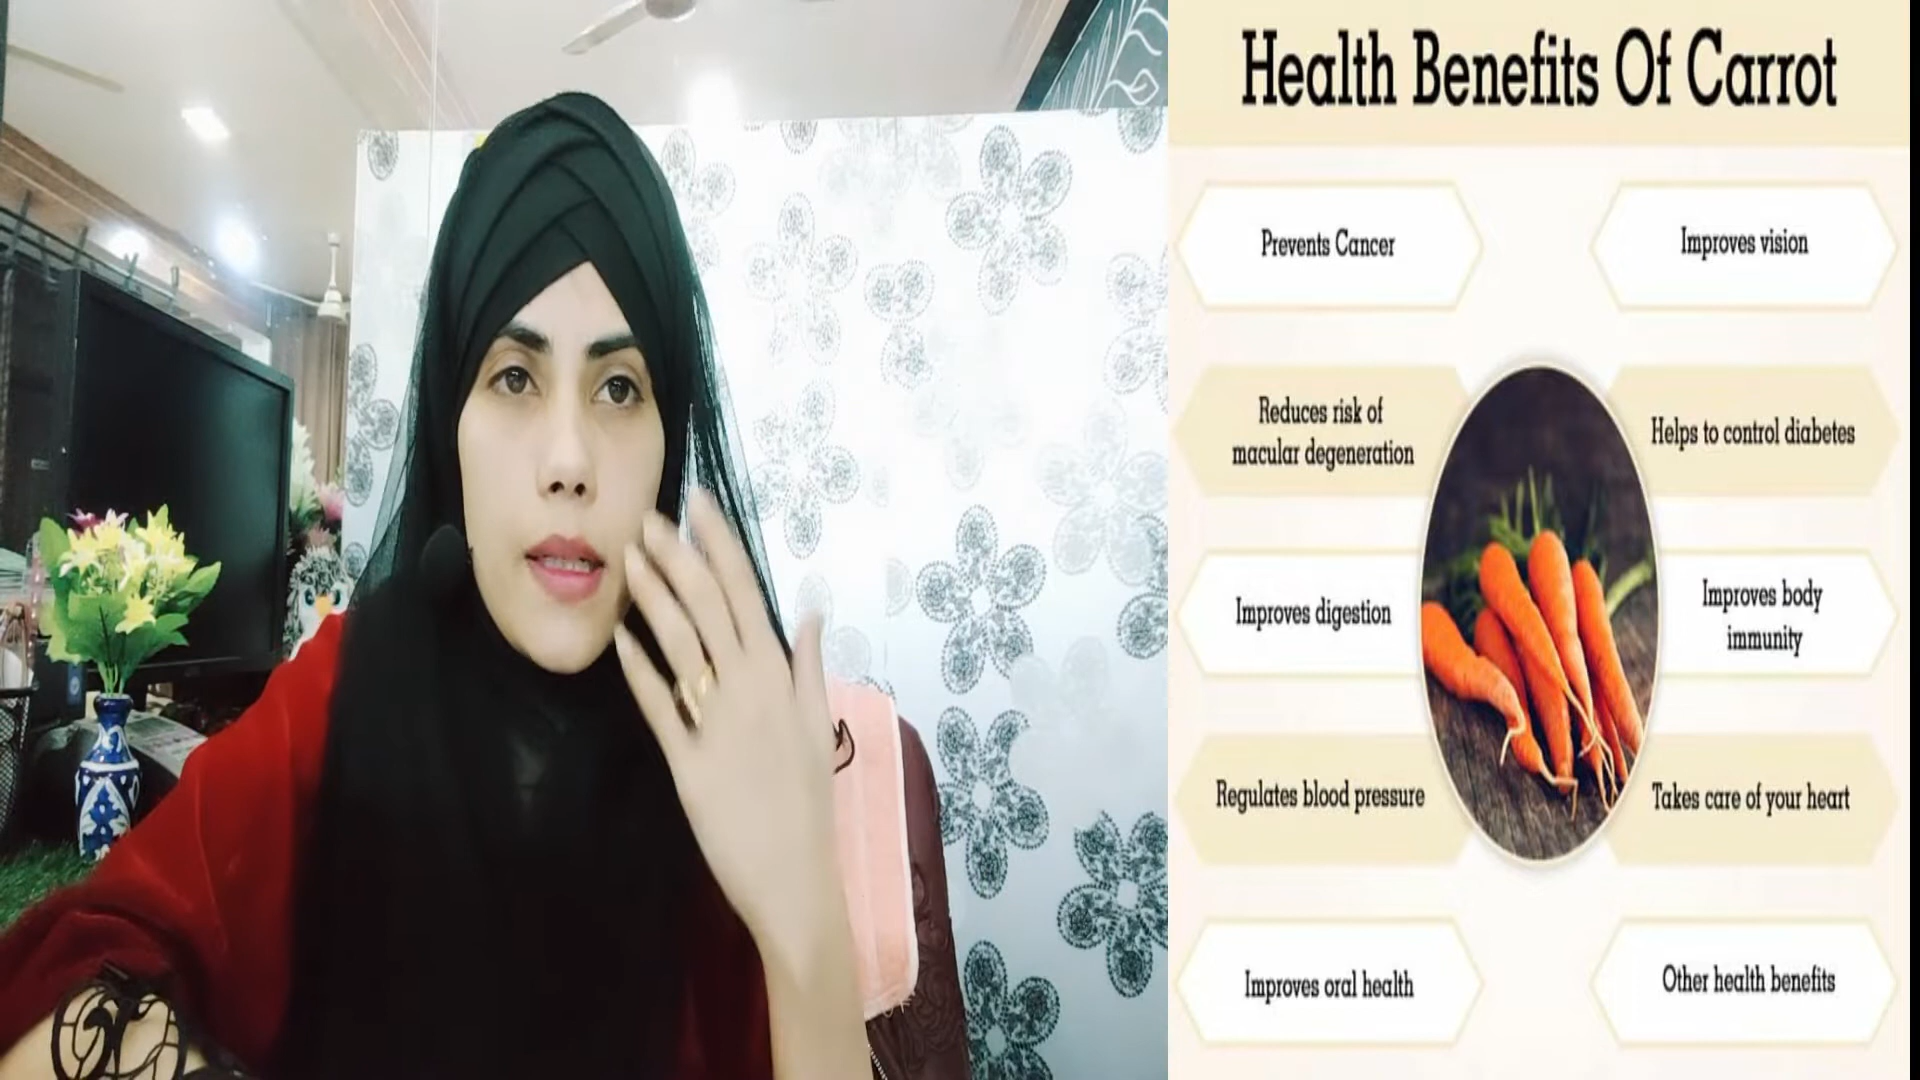 Health Benefits Of Carrot
Prevents Cancer
Improves vision
Reduces risk of
macular degeneration
Helps to control diabetes
Improves digestion
Improves body
immunity
Regulates blood pressure
Takes care of your heart
Improves oral health
Other health benefits